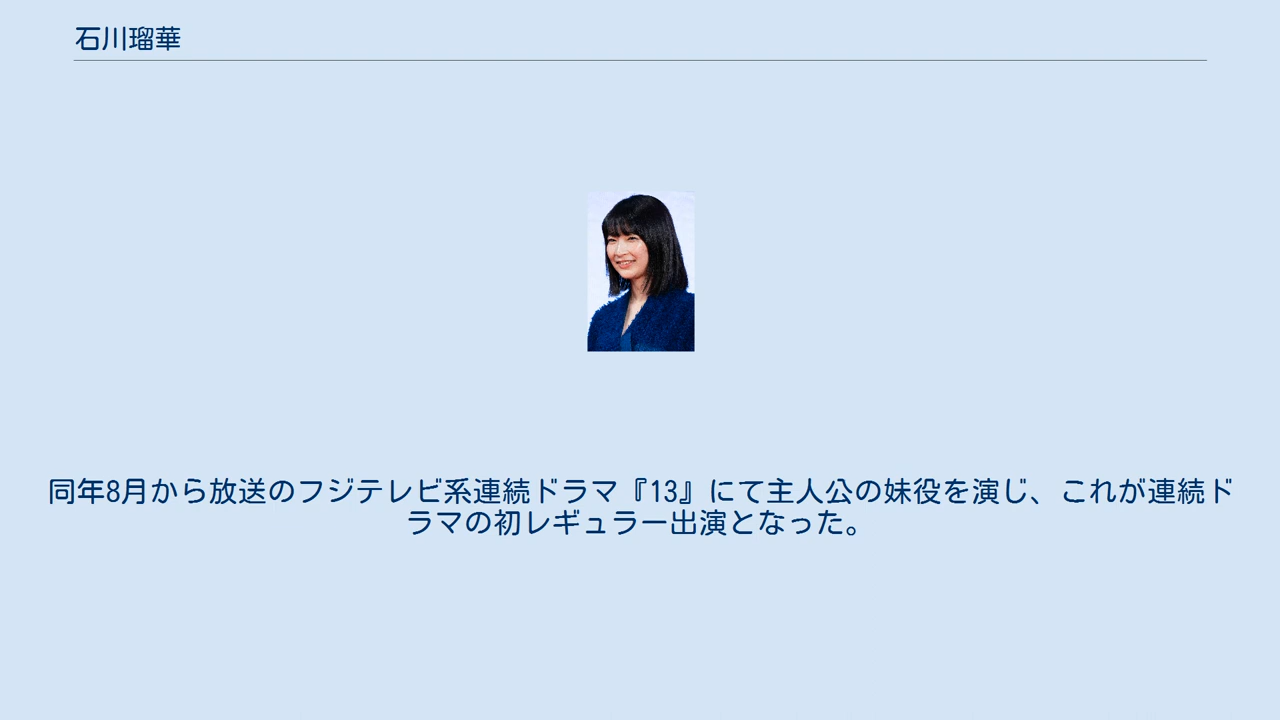 石川瑠華
同年8月から放送のフジテレビ系連続ドラマ『13』にて主人公の妹役を演じ、これが連続ド
ラマの初レギュラー出演となった。